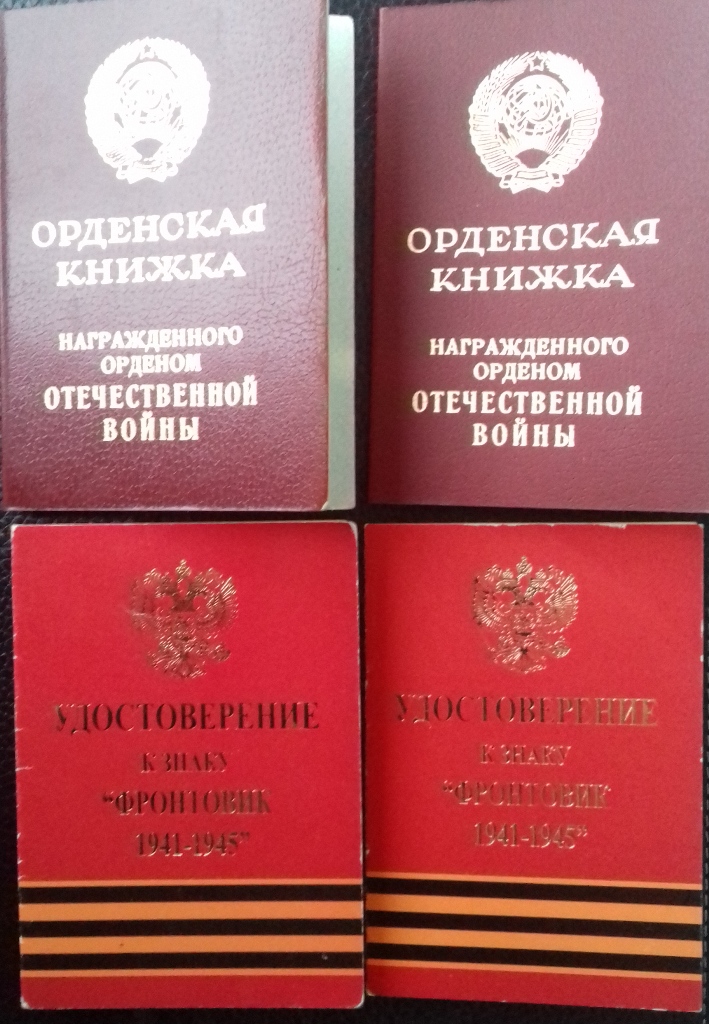 ОРДЕНСКАЯ
КНИЖКА
НАГРАЖДЕННОГО
ОРДЕНОМ
ОТЕЧЕСТВЕННОЙ
ВОЙНЫ
ОРДЕНСКАЯ
КНИЖКА
НАГРАЖДЕННОГО
ОРДЕНОМ
ОТЕЧЕСТВЕННОЙ
ВОЙНЫ
УДОСТОВЕРЕНИЕ
К ЗНАКУ
"ФРОНТОВИК
1941-1945"
УДОСТОВЕРЕНИЕ
К ЗНАКУ
"ФРОНТОВИК
1941-1945"